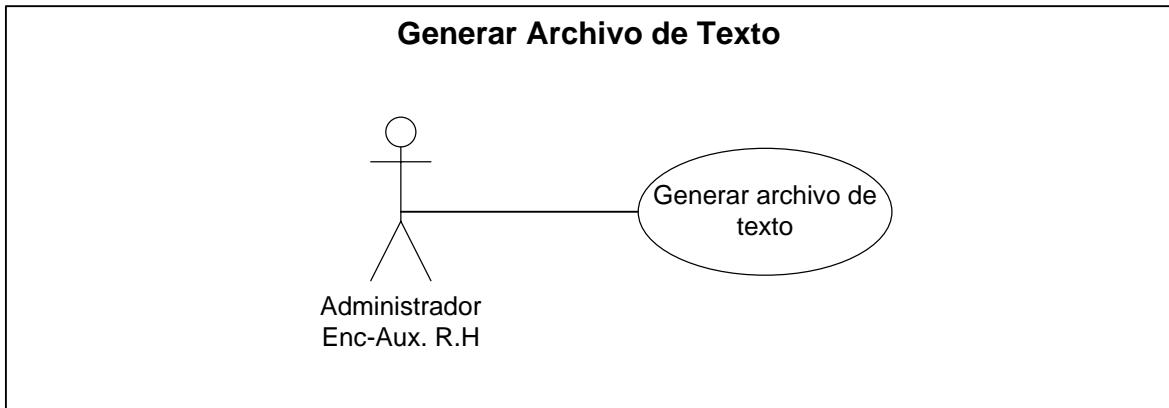 Generar Archivo de Texto
Generar archivo de
texto
Administrador
Enc-Aux. R.H